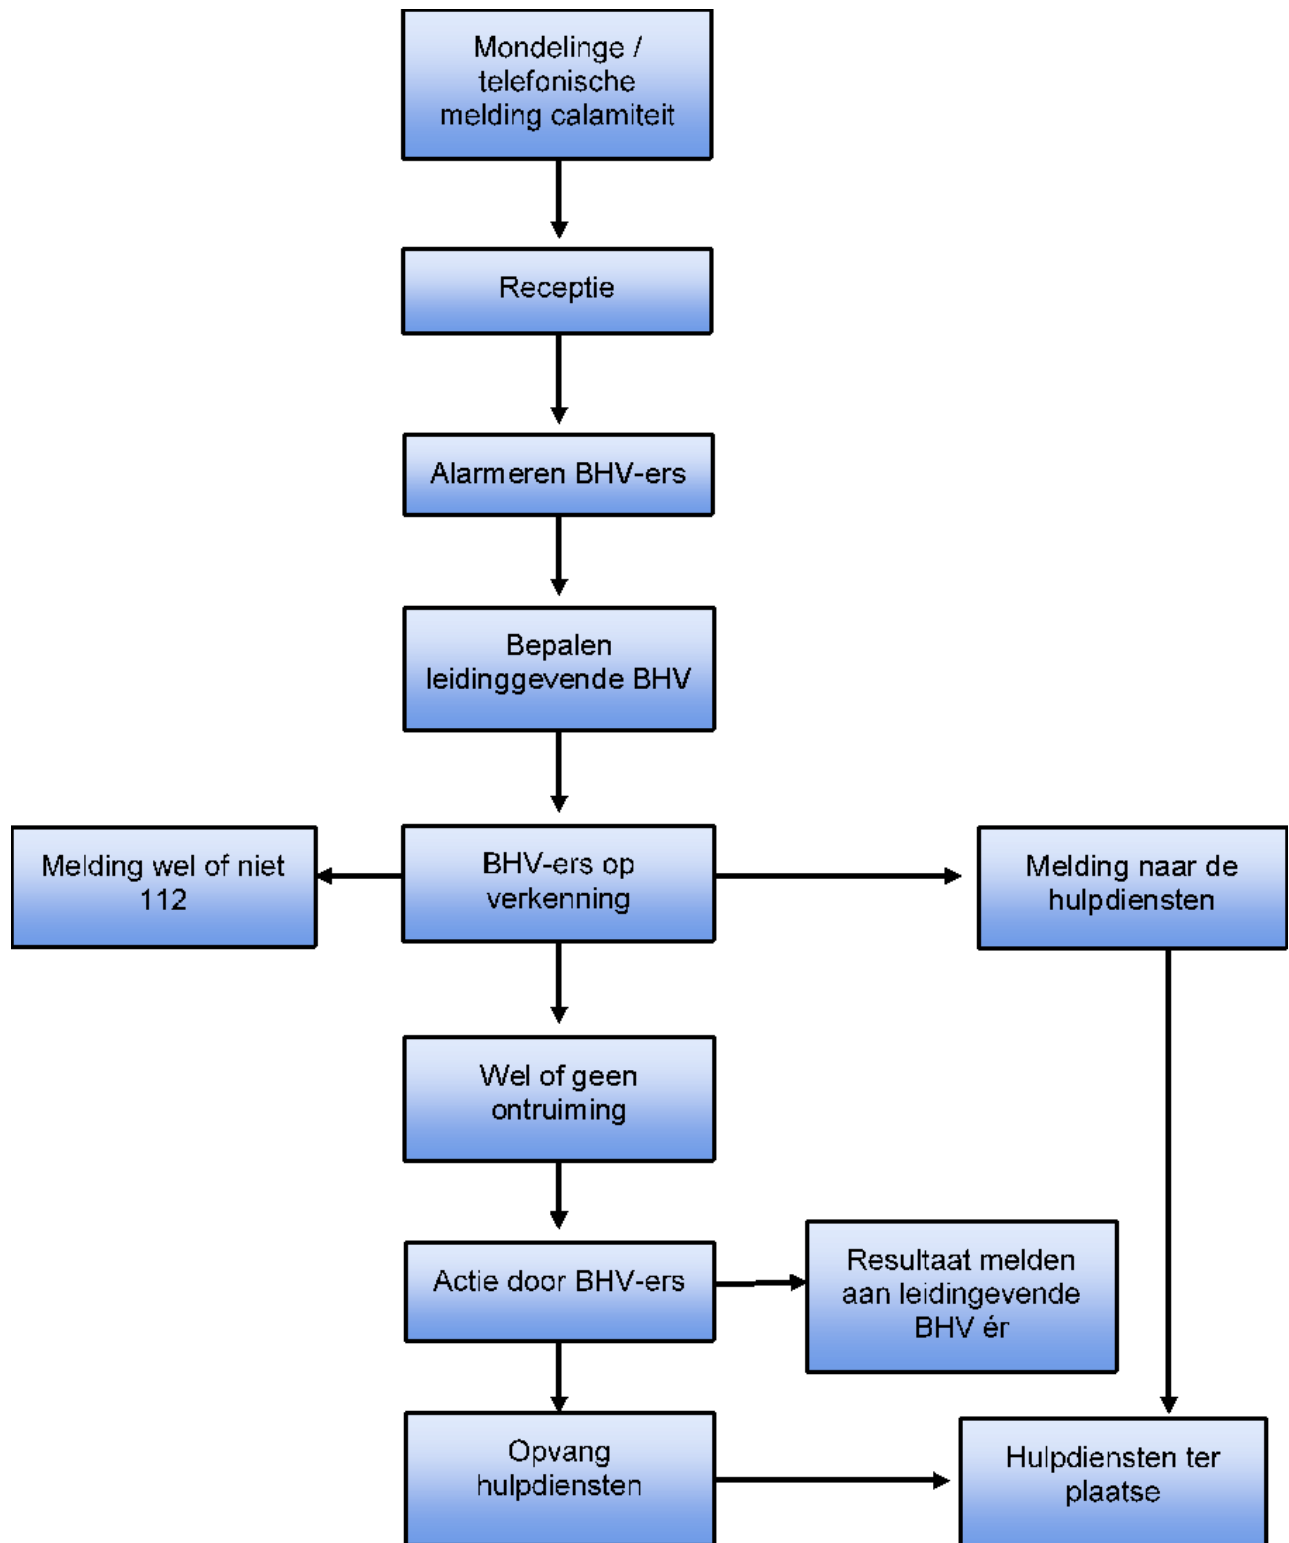 Mondelinge /
telefonische
melding calamiteit
Receptie
Alarmeren BHV-ers
Bepalen
leidinggevende BHV
Melding wel of niet
112
BHV-ers op
verkenning
Melding naar de
hulpdiensten
Wel of geen
ontruiming
Actie door BHV-ers
Resultaat melden
aan leidingevende
BHV ér
Opvang
hulpdiensten
Hulpdiensten ter
plaatse